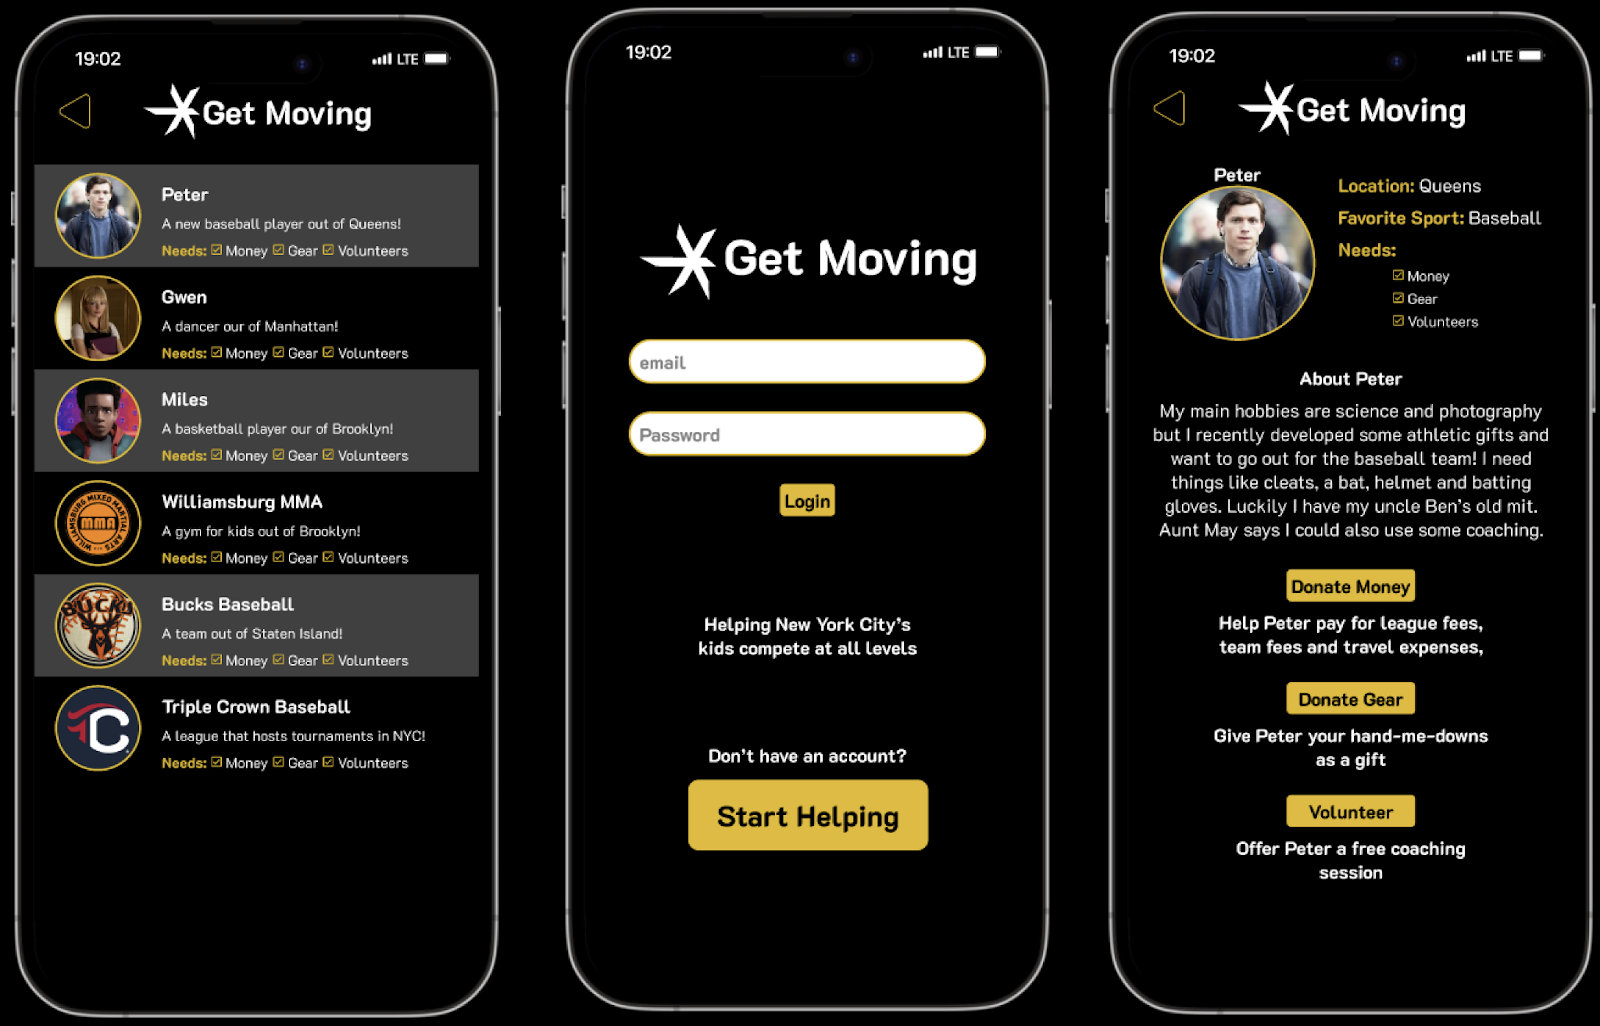 19:02
LTE
Get Moving
Peter
A new baseball player out of Queens!
Needs: Money Gear Volunteers
Gwen
A dancer our of Manhattan!
Needs: Money Gear Volunteers
Miles
A basketball player our of Brooklyn!
Needs: Money Gear Volunteers
WILLIAMSBURG MIXED MARTIAL ARTS
MMA
Williamsburg MMA
A gym for kids out of Brooklyn!
Needs: Money Gear Volunteers
BUCKS
Bucks Baseball
A team out of Staten Island!
Needs: Money Gear Volunteers
TC
Triple Crown Baseball
A league that hosts tournaments in NYC!
Needs: Money Gear Volunteers
19:02
LTE
Get Moving
email
Password
Login
Helping New York City's
kids compete at all levels
Don't have an account?
Start Helping
19:02
LTE
Get Moving
Peter
Location: Queens
Favorite Sport: Baseball
Needs:
Money
Gear
Volunteers
About Peter
My main hobbies are science and photography
but I recently developed some athletic gifts and
want to go out for the baseball team! I need
things like cleats, a bat, helmet and batting
gloves. Luckily I have my uncle Ben's old mit.
Aunt May says I could also use some coaching.
Donate Money
Help Peter pay for league fees,
team fees and travel expenses,
Donate Gear
Give Peter your hand-me-downs
as a gift
Volunteer
Offer Peter a free coaching
session